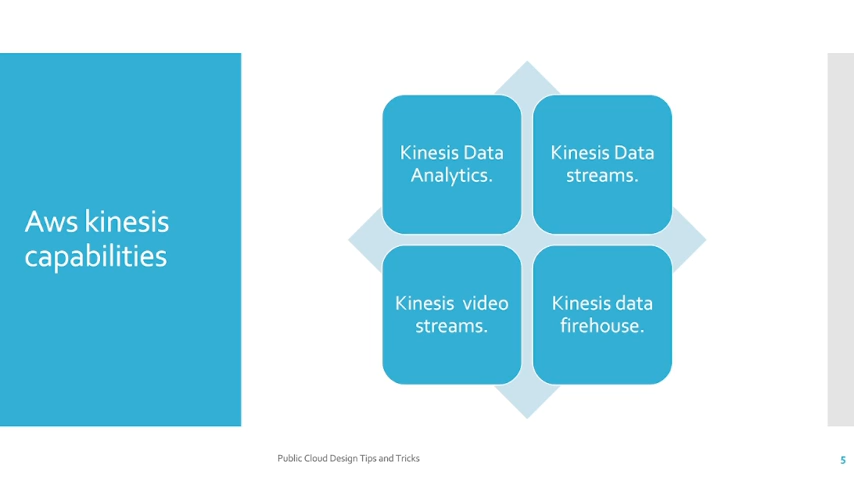 Aws kinesis
capabilities
Kinesis Data
Analytics.
Kinesis Data
streams.
Kinesis video
streams.
Kinesis data
firehouse.
Public Cloud Design Tips and Tricks
5